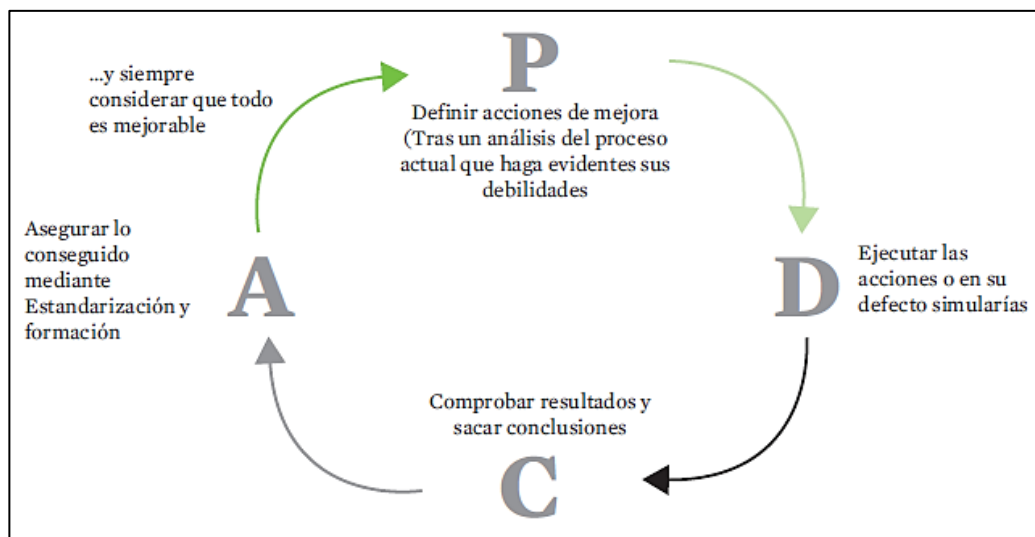 P
Definir acciones de mejora
(Tras un análisis del proceso
actual que haga evidentes sus
debilidades
D
Ejecutar las
acciones o en su
defecto simularías
Comprobar resultados y
sacar conclusiones
C
A
Asegurar lo
conseguido
mediante
Estandarización y
formación
...y siempre
considerar que todo
es mejorable